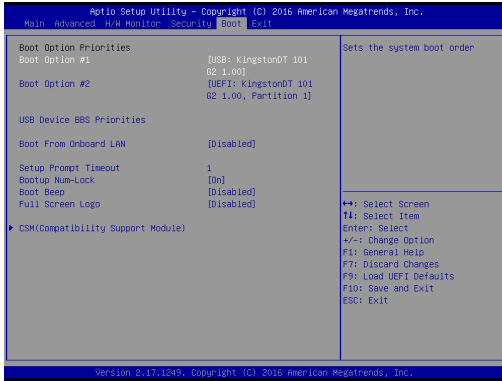 Aptio Setup Utility – Copyright (C) 2016 American Megatrends, Inc.
Main Advanced H/W Monitor Security Boot Exit
Boot Option Priorities
Boot Option #1 [USB: KingstonDT 101
G2 1.00]
Boot Option #2 [UEFI: KingstonDT 101
G2 1.00, Partition 1]
USB Device BBS Priorities
Boot From Onboard LAN [Disabled]
Setup Prompt Timeout 1
Bootup Num-Lock [On]
Boot Beep [Disabled]
Full Screen Logo [Disabled]
CSM(Compatibility Support Module)
Sets the system boot order
↔: Select Screen
↑↓: Select Item
Enter: Select
+/-: Change Option
F1: General Help
F7: Discard Changes
F9: Load UEFI Defaults
F10: Save and Exit
ESC: Exit
Version 2.17.1249. Copyright (C) 2016 American Megatrends, Inc.